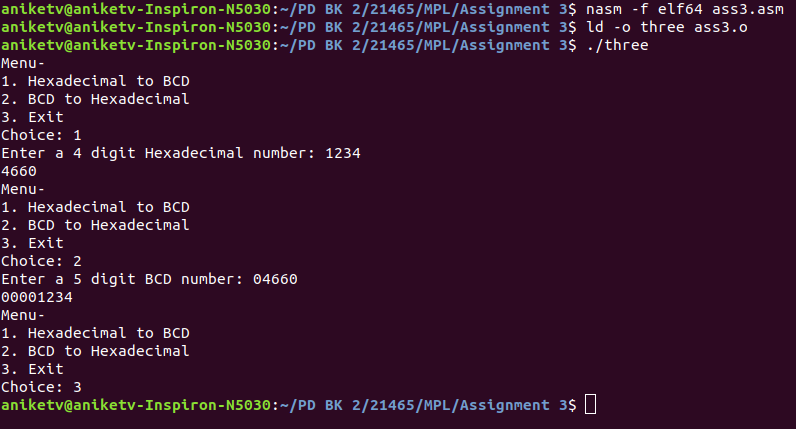 aniketv@aniketv-Inspiron-N5030:~/PD BK 2/21465/MPL/Assignment 3$ nasm -f elf64 ass3.asm
aniketv@aniketv-Inspiron-N5030:~/PD BK 2/21465/MPL/Assignment 3$ ld -o three ass3.o
aniketv@aniketv-Inspiron-N5030:~/PD BK 2/21465/MPL/Assignment 3$ ./three
Menu-
1. Hexadecimal to BCD
2. BCD to Hexadecimal
3. Exit
Choice: 1
Enter a 4 digit Hexadecimal number: 1234
4660
Menu-
1. Hexadecimal to BCD
2. BCD to Hexadecimal
3. Exit
Choice: 2
Enter a 5 digit BCD number: 04660
00001234
Menu-
1. Hexadecimal to BCD
2. BCD to Hexadecimal
3. Exit
Choice: 3
aniketv@aniketv-Inspiron-N5030:~/PD BK 2/21465/MPL/Assignment 3$